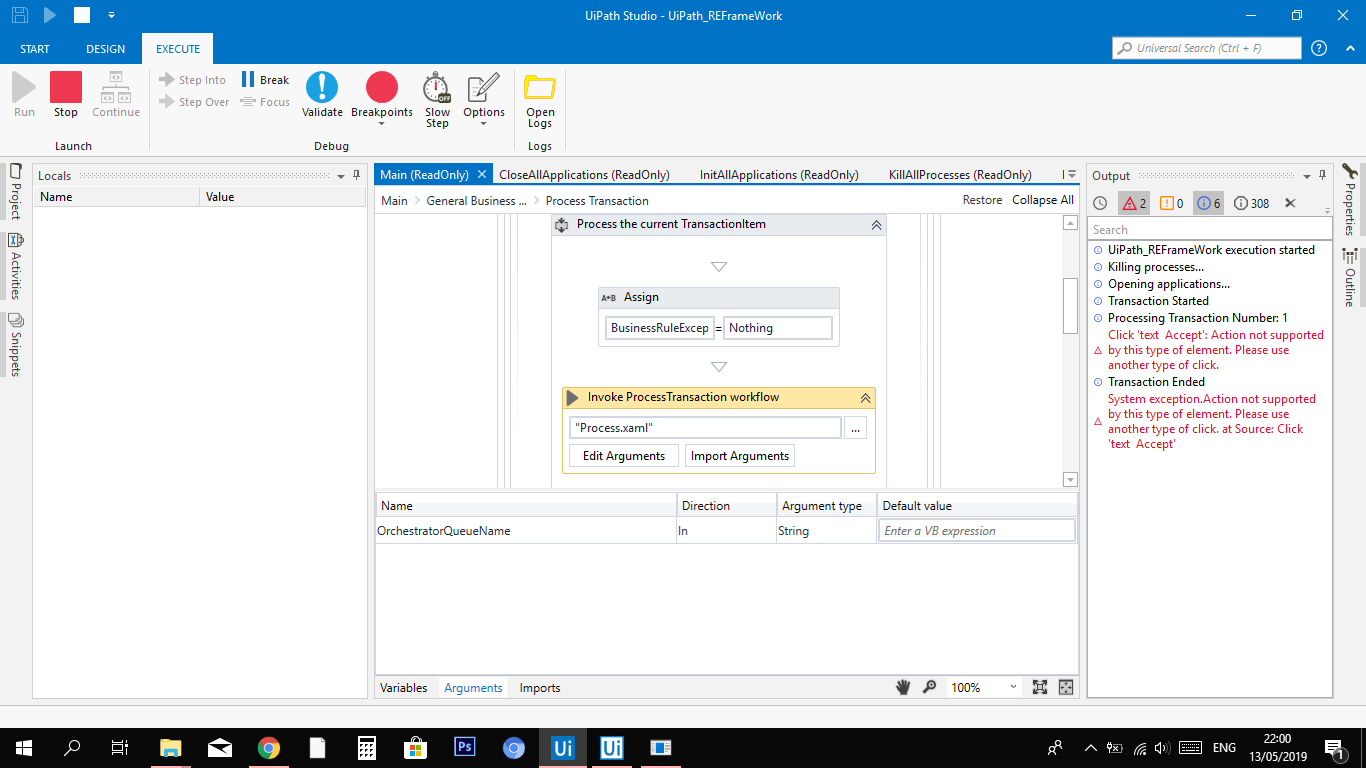 UiPath Studio - UiPath_REFrameWork
START DESIGN EXECUTE
Universal Search (Ctrl + F)
Run Stop Continue
Step Into
Step Over
Break
Focus
Validate Breakpoints Slow Step Options
Open Logs
Launch Debug Logs
Project
Activities
Snippets
Locals
Name Value
Main (ReadOnly) CloseAllApplications (ReadOnly) InitAllApplications (ReadOnly) KillAllProcesses (ReadOnly)
Main > General Business ... > Process Transaction
Restore Collapse All
Process the current TransactionItem
A+B Assign
BusinessRuleExcep = Nothing
Invoke ProcessTransaction workflow
"Process.xaml" ...
Edit Arguments Import Arguments
Name Direction Argument type Default value
OrchestratorQueueName In String Enter a VB expression
Variables Arguments Imports
100%
Output
2 0 6 308
Search
UiPath_REFrameWork execution started
Killing processes...
Opening applications...
Transaction Started
Processing Transaction Number: 1
Click 'text Accept': Action not supported
by this type of element. Please use
another type of click.
Transaction Ended
System exception.Action not supported
by this type of element. Please use
another type of click. at Source: Click
'text Accept'
Properties
Outline
Ps
Ui
Ui
ENG
22:00
13/05/2019
1